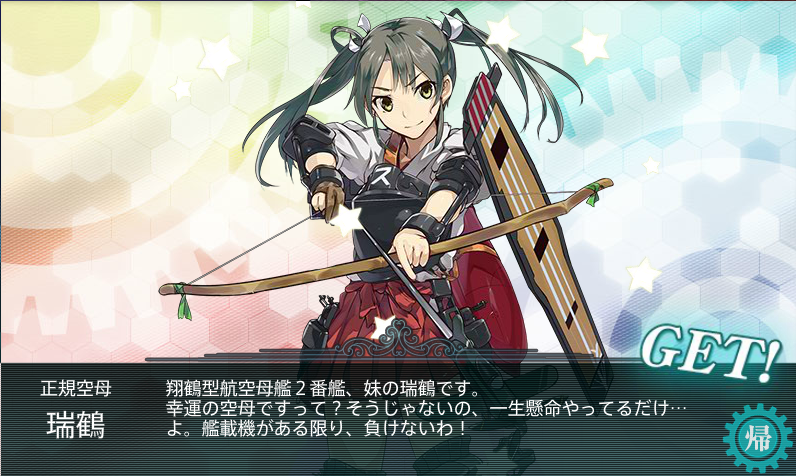 ス
GET!
正規空母
瑞鶴
翔鶴型航空母艦2番艦、妹の瑞鶴です。
幸運の空母ですって?そうじゃないの、一生懸命やってるだけ…
よ。艦載機がある限り、負けないわ!
帰